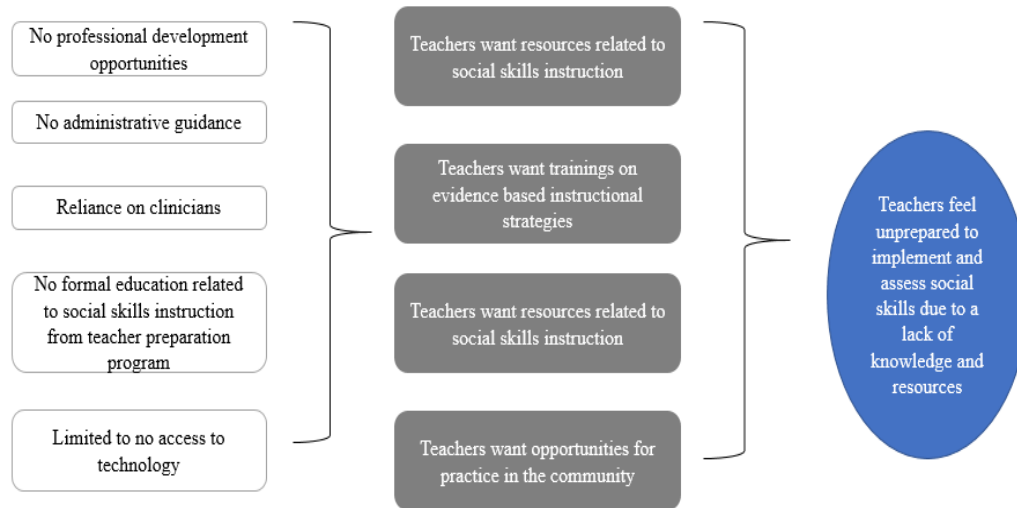 No professional development
opportunities
No administrative guidance
Reliance on clinicians
No formal education related
to social skills instruction
from teacher preparation
program
Limited to no access to
technology
Teachers want resources related to
social skills instruction
Teachers want trainings on
evidence based instructional
strategies
Teachers want resources related to
social skills instruction
Teachers want opportunities for
practice in the community
Teachers feel
unprepared to
implement and
assess social
skills due to a
lack of
knowledge and
resources